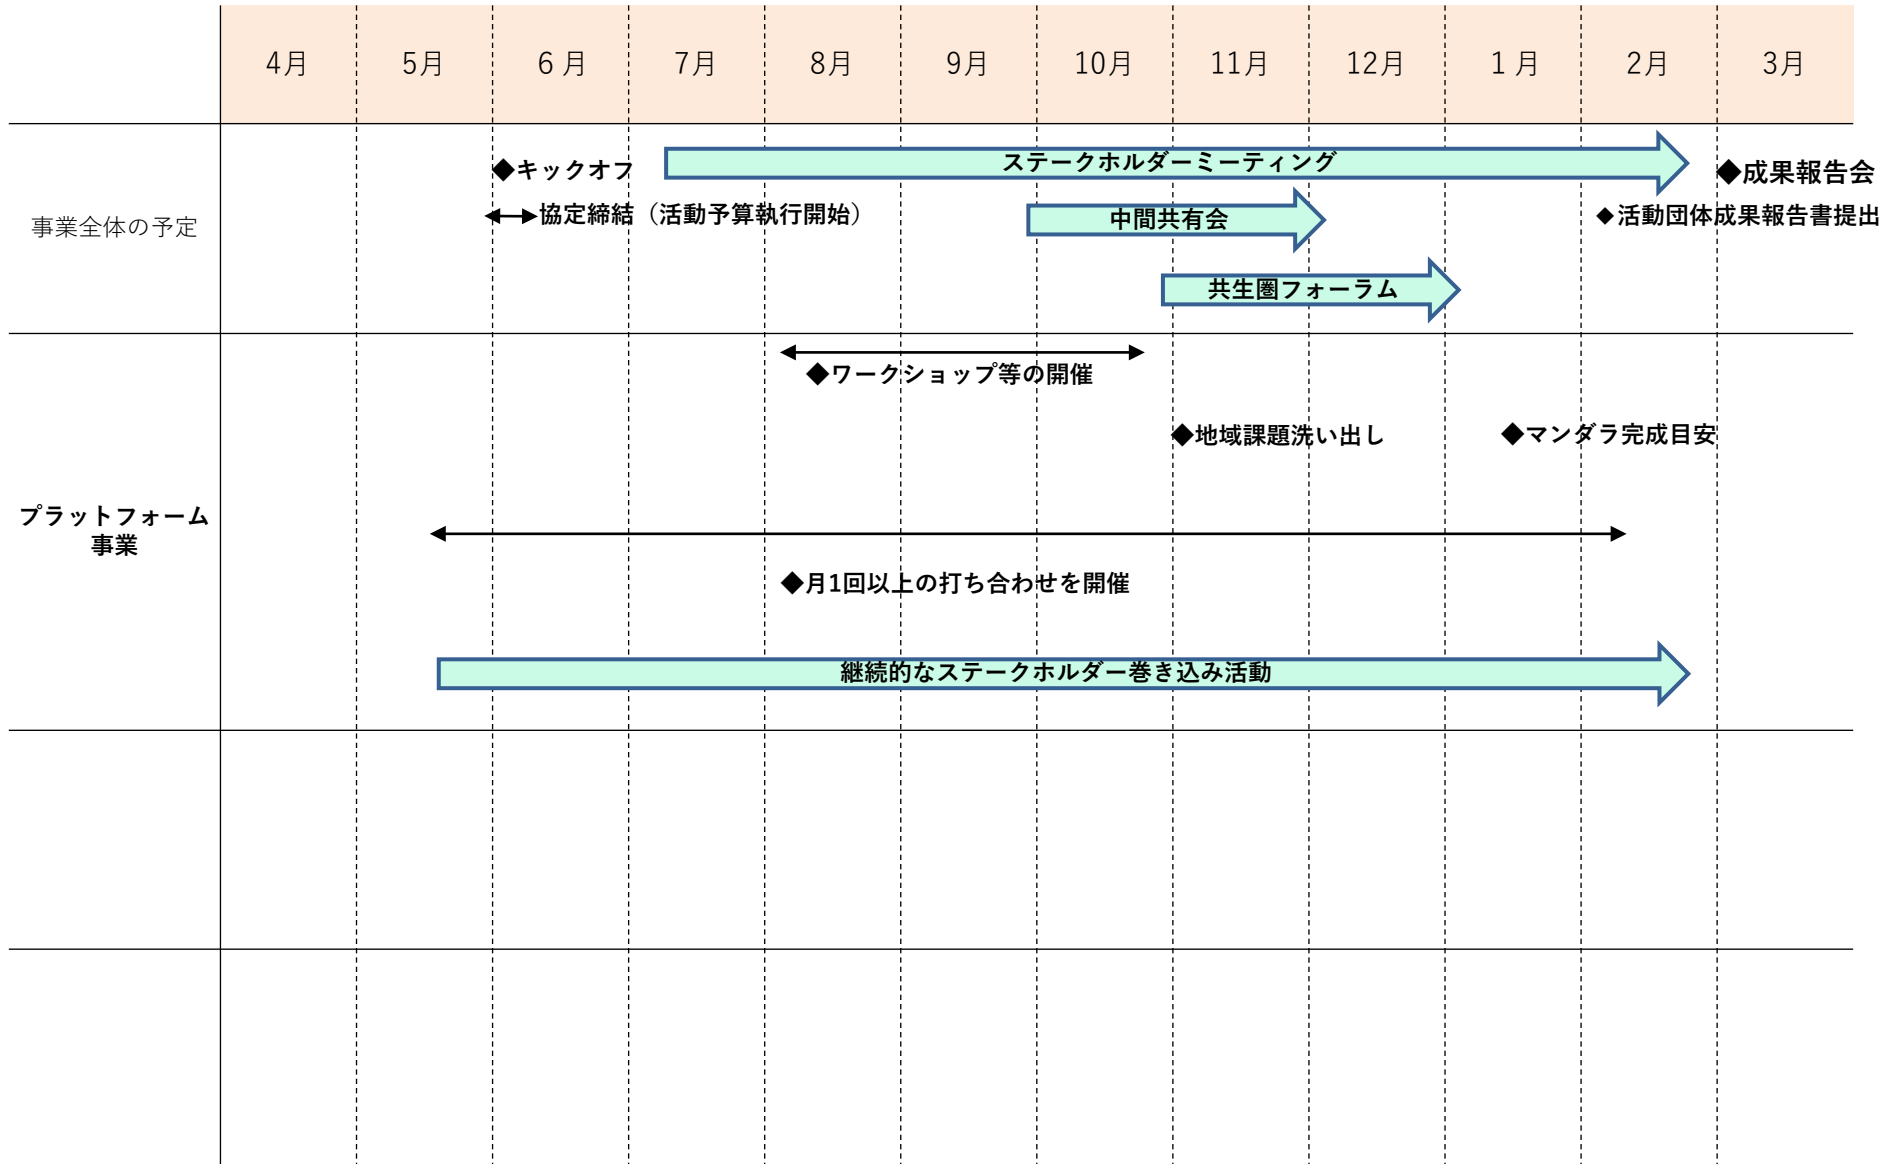 4月 5月 6 月 7月 8月 9月 10月 11月 12月 1 月 2月 3月
事業全体の予定
◆キックオフ
ステークホルダーミーティング
◆成果報告会
協定締結（活動予算執行開始）
中間共有会
◆活動団体成果報告書提出
共生圏フォーラム
プラットフォーム
事業
◆ワークショップ等の開催
◆地域課題洗い出し
◆マンダラ完成目安
◆月1回以上の打ち合わせを開催
継続的なステークホルダー巻き込み活動